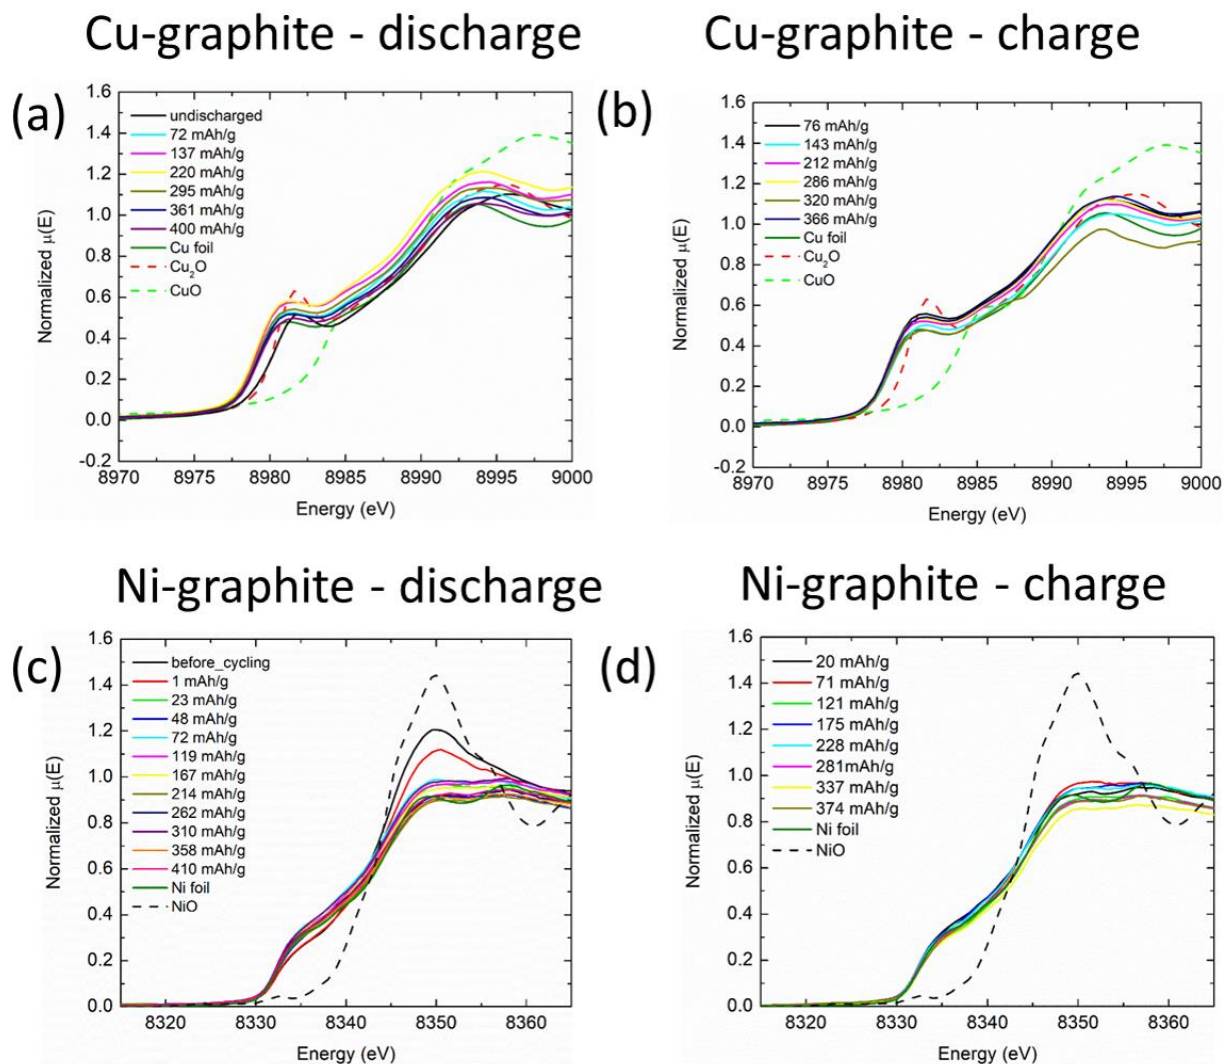 Cu-graphite - discharge
Cu-graphite - charge
(a)
1.6
1.4
1.2
1.0
0.8
0.6
0.4
0.2
0.0
-0.2
Normalized μ(E)
undischarged
72 mAh/g
137 mAh/g
220 mAh/g
295 mAh/g
361 mAh/g
400 mAh/g
Cu foil
Cu₂O
CuO
8970 8975 8980 8985 8990 8995 9000
Energy (eV)
(b)
1.6
1.4
1.2
1.0
0.8
0.6
0.4
0.2
0.0
-0.2
Normalized μ(E)
76 mAh/g
143 mAh/g
212 mAh/g
286 mAh/g
320 mAh/g
366 mAh/g
Cu foil
Cu₂O
CuO
8970 8975 8980 8985 8990 8995 9000
Energy (eV)
Ni-graphite - discharge
Ni-graphite - charge
(c)
1.6
1.4
1.2
1.0
0.8
0.6
0.4
0.2
0.0
Normalized μ(E)
before_cycling
1 mAh/g
23 mAh/g
48 mAh/g
72 mAh/g
119 mAh/g
167 mAh/g
214 mAh/g
262 mAh/g
310 mAh/g
358 mAh/g
410 mAh/g
Ni foil
NiO
8320 8330 8340 8350 8360
Energy (eV)
(d)
1.6
1.4
1.2
1.0
0.8
0.6
0.4
0.2
0.0
Normalized μ(E)
20 mAh/g
71 mAh/g
121 mAh/g
175 mAh/g
228 mAh/g
281mAh/g
337 mAh/g
374 mAh/g
Ni foil
NiO
8320 8330 8340 8350 8360
Energy (eV)